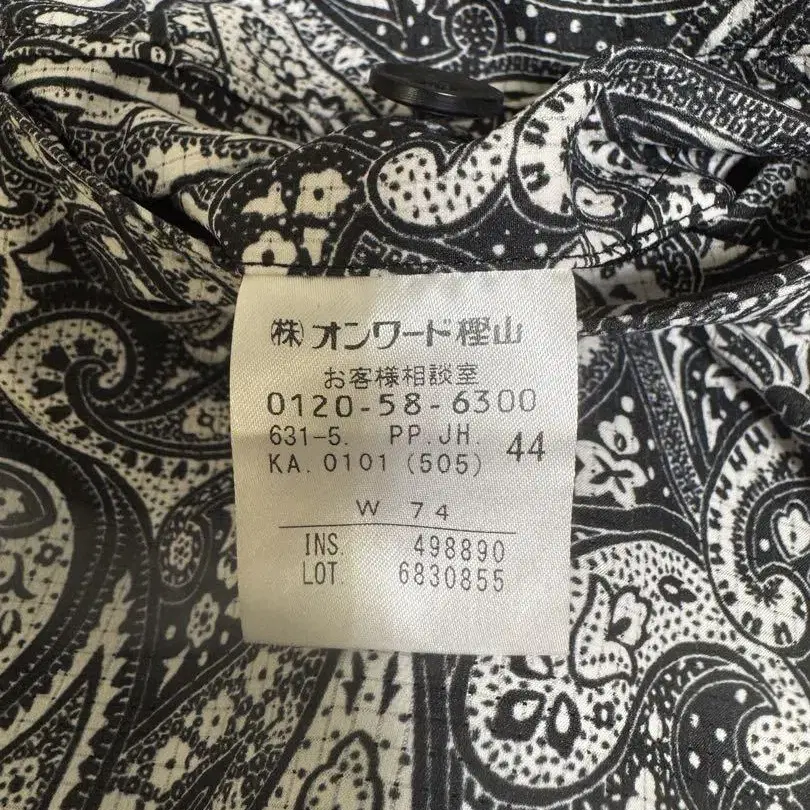 ㈱オンワード樫山
お客様相談室
0120-58-6300
631-5. PP.JH. 44
KA.0101(505)
W 74
INS. 498890
LOT. 6830855